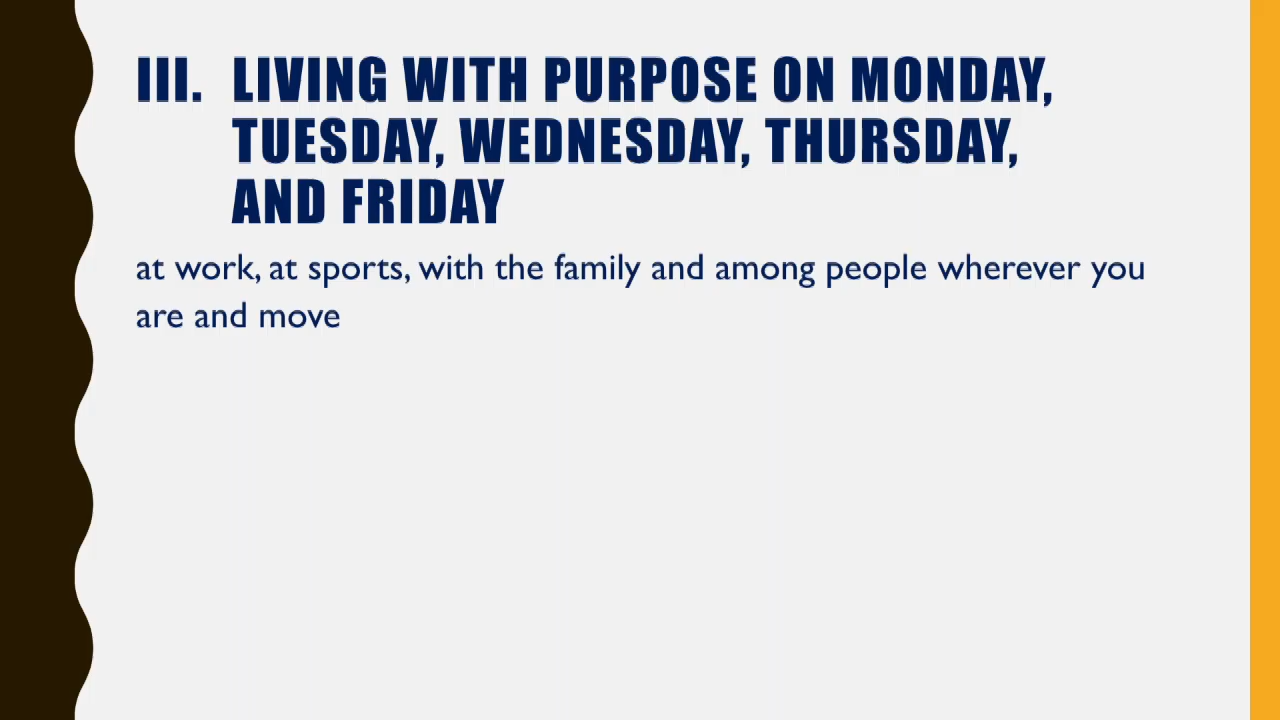 III. LIVING WITH PURPOSE ON MONDAY,
TUESDAY, WEDNESDAY, THURSDAY,
AND FRIDAY
at work, at sports, with the family and among people wherever you
are and move